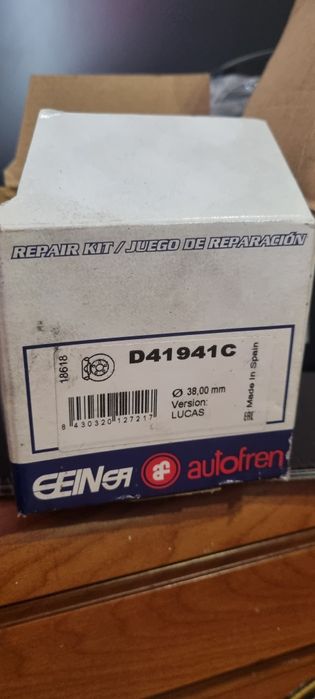 REPAIR KIT / JUEGO DE REPARACIÓN
18618
D41941C
Ø 38,00 mm
Version:
LUCAS
Made in Spain
EAC
8 430320 127217
SEINSA
autofren